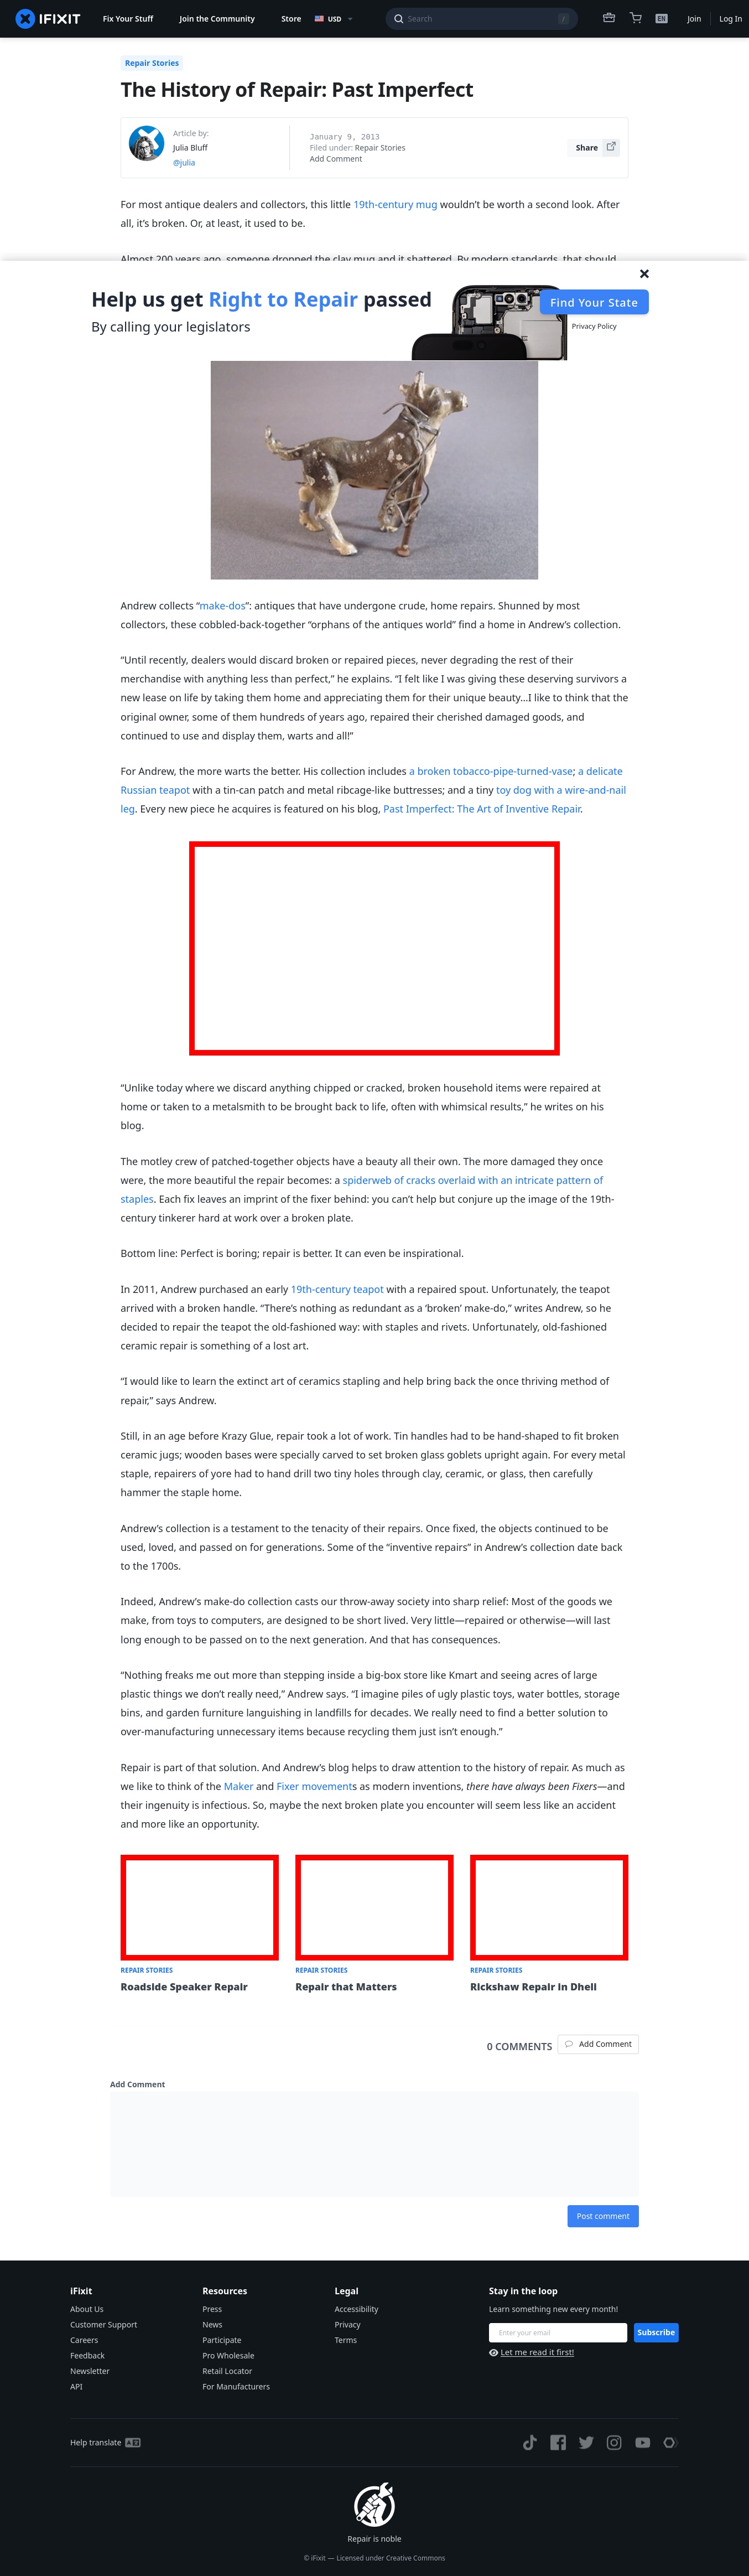 IFIXIT
Fix Your Stuff
Join the Community
Store
USD
Search
/
EN
Join
Log In
Repair Stories
The History of Repair: Past Imperfect
Article by:
Julia Bluff
@julia
January 9, 2013
Filed under: Repair Stories
Add Comment
Share
For most antique dealers and collectors, this little 19th-century mug wouldn’t be worth a second look. After
all, it’s broken. Or, at least, it used to be.
Almost 200 years ago, someone dropped the clay mug and it shattered. By modern standards, that should
Help us get Right to Repair passed
By calling your legislators
Find Your State
Privacy Policy
Andrew collects “make-dos”: antiques that have undergone crude, home repairs. Shunned by most
collectors, these cobbled-back-together “orphans of the antiques world” find a home in Andrew’s collection.
“Until recently, dealers would discard broken or repaired pieces, never degrading the rest of their
merchandise with anything less than perfect,” he explains. “I felt like I was giving these deserving survivors a
new lease on life by taking them home and appreciating them for their unique beauty…I like to think that the
original owner, some of them hundreds of years ago, repaired their cherished damaged goods, and
continued to use and display them, warts and all!”
For Andrew, the more warts the better. His collection includes a broken tobacco-pipe-turned-vase; a delicate
Russian teapot with a tin-can patch and metal ribcage-like buttresses; and a tiny toy dog with a wire-and-nail
leg. Every new piece he acquires is featured on his blog, Past Imperfect: The Art of Inventive Repair.
“Unlike today where we discard anything chipped or cracked, broken household items were repaired at
home or taken to a metalsmith to be brought back to life, often with whimsical results,” he writes on his
blog.
The motley crew of patched-together objects have a beauty all their own. The more damaged they once
were, the more beautiful the repair becomes: a spiderweb of cracks overlaid with an intricate pattern of
staples. Each fix leaves an imprint of the fixer behind: you can’t help but conjure up the image of the 19th-
century tinkerer hard at work over a broken plate.
Bottom line: Perfect is boring; repair is better. It can even be inspirational.
In 2011, Andrew purchased an early 19th-century teapot with a repaired spout. Unfortunately, the teapot
arrived with a broken handle. “There’s nothing as redundant as a ‘broken’ make-do,” writes Andrew, so he
decided to repair the teapot the old-fashioned way: with staples and rivets. Unfortunately, old-fashioned
ceramic repair is something of a lost art.
“I would like to learn the extinct art of ceramics stapling and help bring back the once thriving method of
repair,” says Andrew.
Still, in an age before Krazy Glue, repair took a lot of work. Tin handles had to be hand-shaped to fit broken
ceramic jugs; wooden bases were specially carved to set broken glass goblets upright again. For every metal
staple, repairers of yore had to hand drill two tiny holes through clay, ceramic, or glass, then carefully
hammer the staple home.
Andrew’s collection is a testament to the tenacity of their repairs. Once fixed, the objects continued to be
used, loved, and passed on for generations. Some of the “inventive repairs” in Andrew’s collection date back
to the 1700s.
Indeed, Andrew’s make-do collection casts our throw-away society into sharp relief: Most of the goods we
make, from toys to computers, are designed to be short lived. Very little—repaired or otherwise—will last
long enough to be passed on to the next generation. And that has consequences.
“Nothing freaks me out more than stepping inside a big-box store like Kmart and seeing acres of large
plastic things we don’t really need,” Andrew says. “I imagine piles of ugly plastic toys, water bottles, storage
bins, and garden furniture languishing in landfills for decades. We really need to find a better solution to
over-manufacturing unnecessary items because recycling them just isn’t enough.”
Repair is part of that solution. And Andrew’s blog helps to draw attention to the history of repair. As much as
we like to think of the Maker and Fixer movements as modern inventions, there have always been Fixers—and
their ingenuity is infectious. So, maybe the next broken plate you encounter will seem less like an accident
and more like an opportunity.
REPAIR STORIES
Roadside Speaker Repair
REPAIR STORIES
Repair that Matters
REPAIR STORIES
Rickshaw Repair in Dheli
0 COMMENTS
Add Comment
Add Comment
Post comment
iFixit
About Us
Customer Support
Careers
Feedback
Newsletter
API
Resources
Press
News
Participate
Pro Wholesale
Retail Locator
For Manufacturers
Legal
Accessibility
Privacy
Terms
Stay in the loop
Learn something new every month!
Enter your email
Subscribe
Let me read it first!
Help translate
Repair is noble
© iFixit — Licensed under Creative Commons